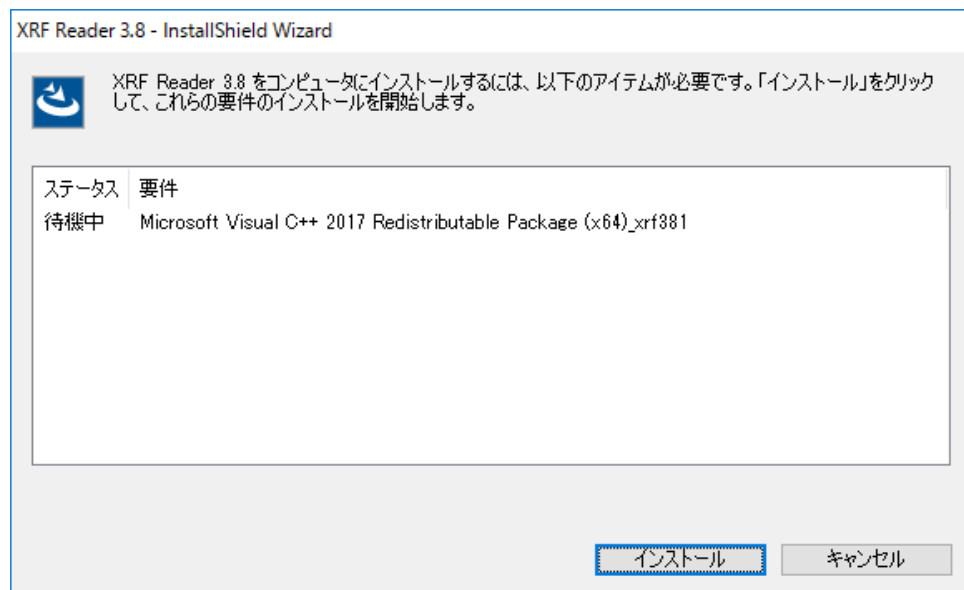 XRF Reader 3.8 - InstallShield Wizard
XRF Reader 3.8 をコンピュータにインストールするには、以下のアイテムが必要です。「インストール」をクリック
して、これらの要件のインストールを開始します。
ステータス 要件
待機中 Microsoft Visual C++ 2017 Redistributable Package (x64)_xrf381
インストール キャンセル